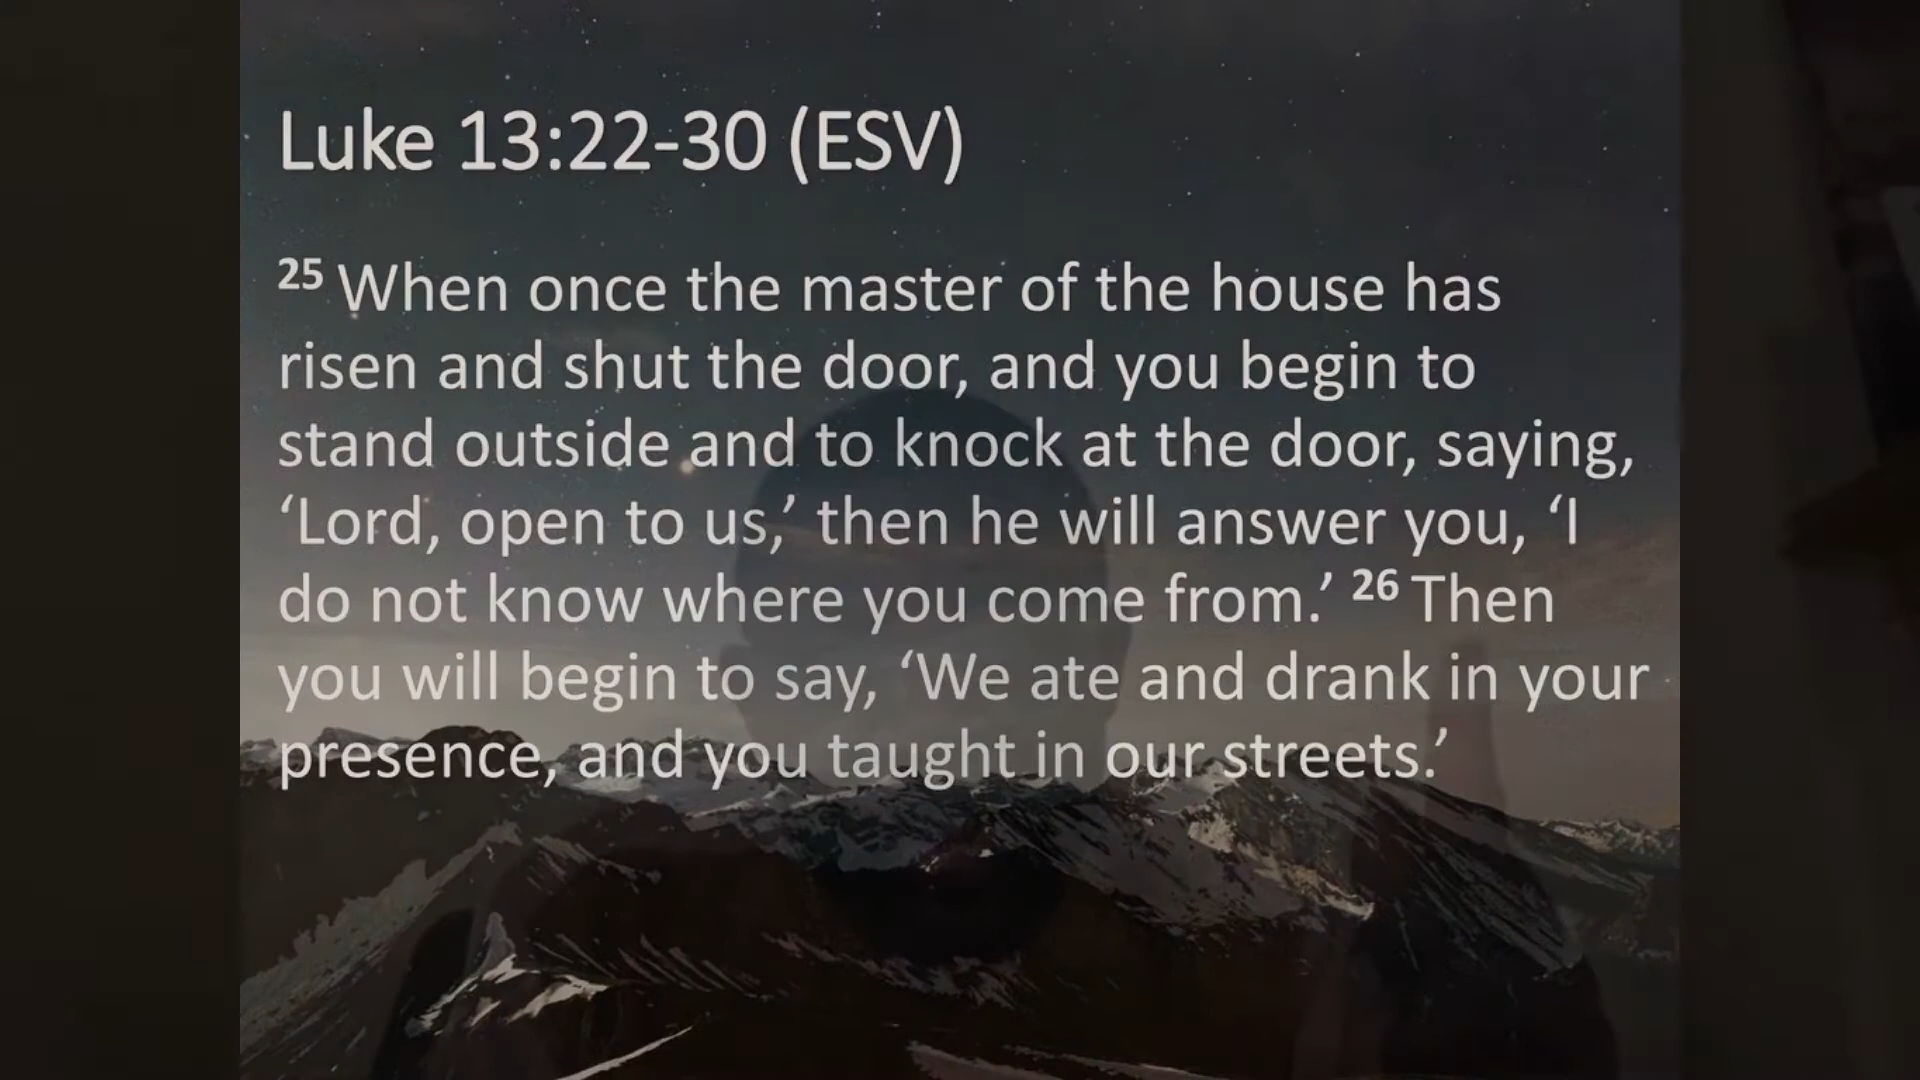 Luke 13:22-30 (ESV)
25 When once the master of the house has
risen and shut the door, and you begin to
stand outside and to knock at the door, saying,
‘Lord, open to us,’ then he will answer you, ‘I
do not know where you come from.’ 26 Then
you will begin to say, ‘We ate and drank in your
presence, and you taught in our streets.’